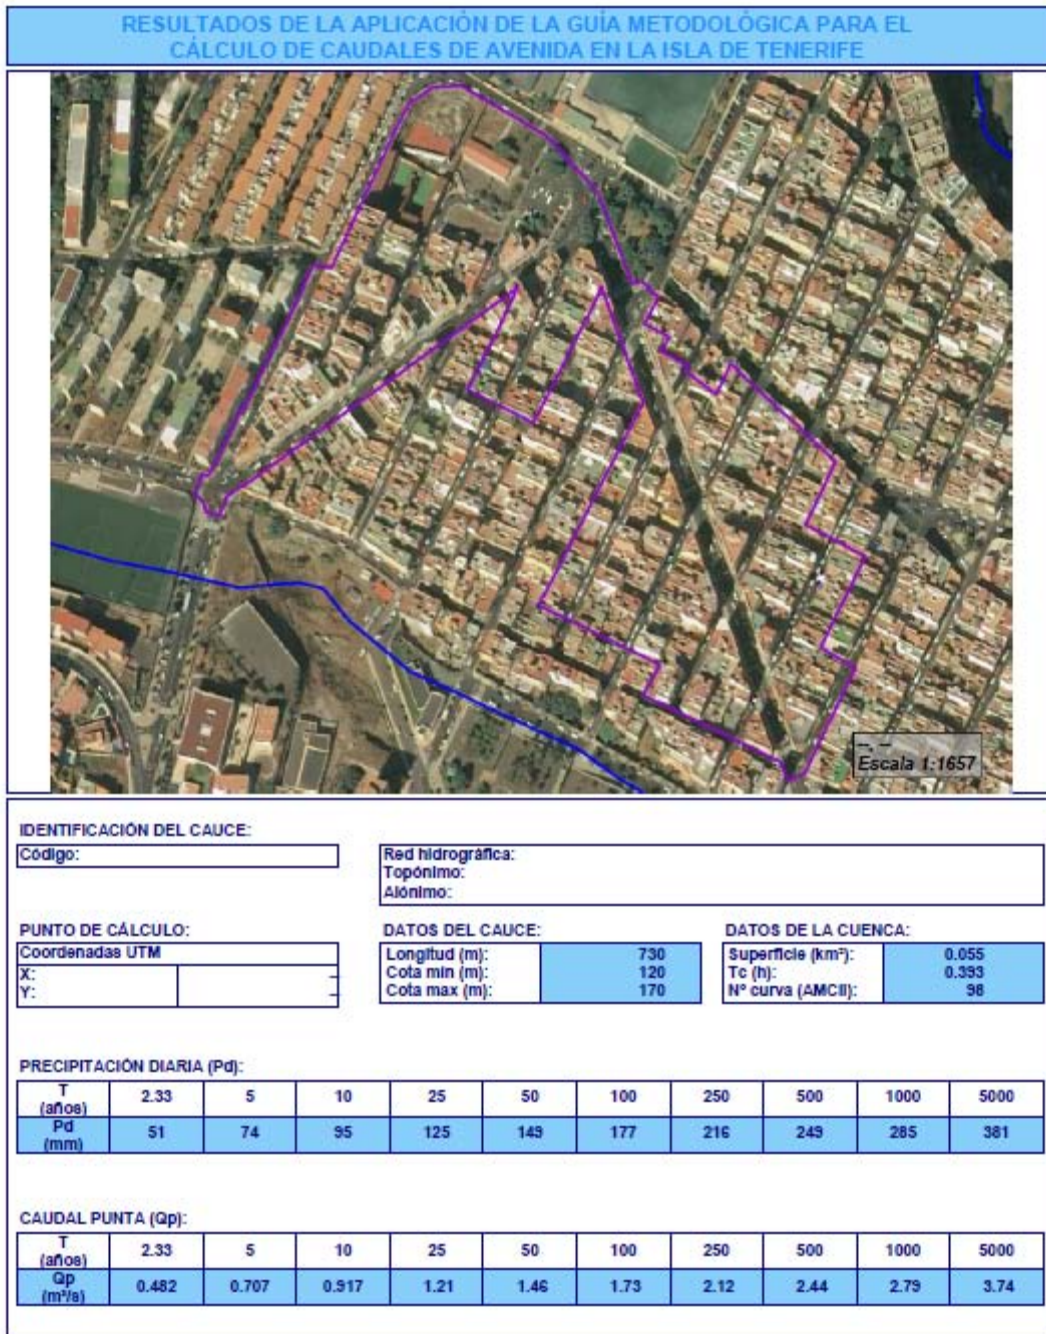 RESULTADOS DE LA APLICACIÓN DE LA GUÍA METODOLÓGICA PARA EL
CÁLCULO DE CAUDALES DE AVENIDA EN LA ISLA DE TENERIFE
--, --
Escala 1:1657
IDENTIFICACIÓN DEL CAUCE:
Código:
Red hidrográfica:
Topónimo:
Alónimo:
PUNTO DE CÁLCULO:
Coordenadas UTM
X: --
Y: --
DATOS DEL CAUCE:
Longitud (m): 730
Cota min (m): 120
Cota max (m): 170
DATOS DE LA CUENCA:
Superficie (km²): 0.055
Tc (h): 0.393
Nº curva (AMCII): 98
PRECIPITACIÓN DIARIA (Pd):
T (años) 2.33 5 10 25 50 100 250 500 1000 5000
Pd (mm) 51 74 95 125 149 177 216 249 285 381
CAUDAL PUNTA (Qp):
T (años) 2.33 5 10 25 50 100 250 500 1000 5000
Qp (m³/s) 0.482 0.707 0.917 1.21 1.46 1.73 2.12 2.44 2.79 3.74